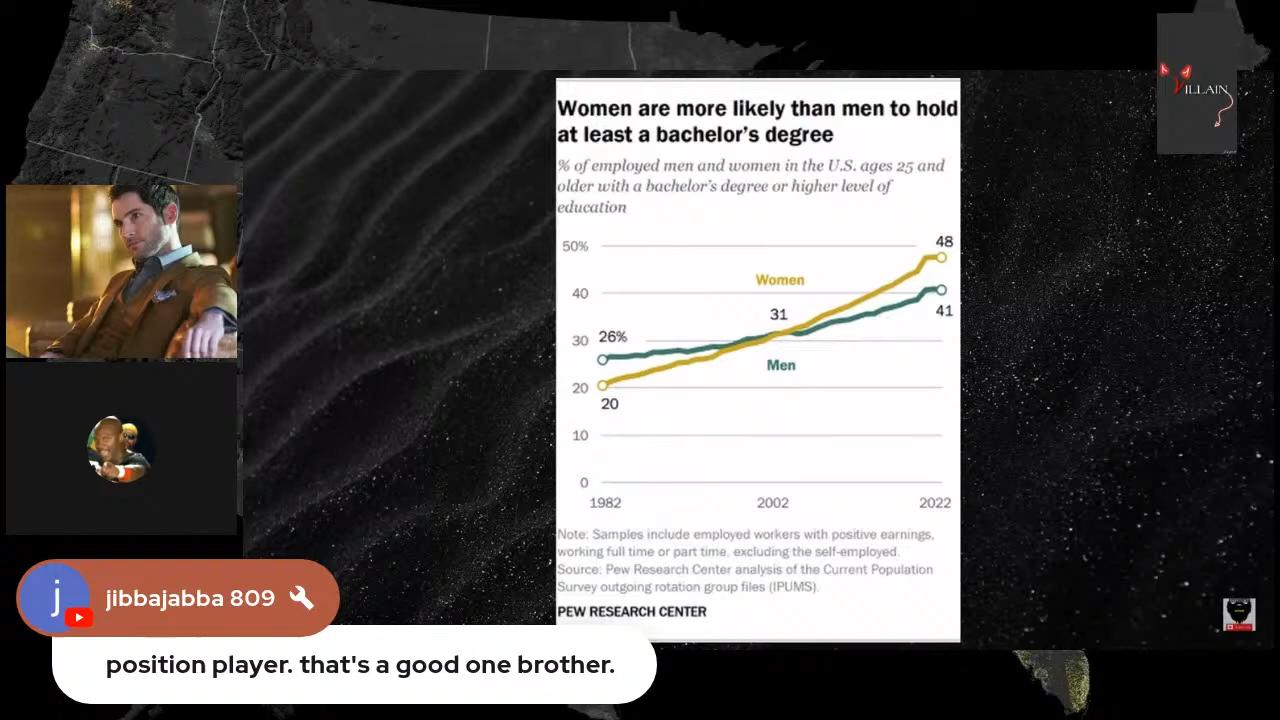 VILLAIN
Women are more likely than men to hold
at least a bachelor's degree
% of employed men and women in the U.S. ages 25 and
older with a bachelor's degree or higher level of
education
50%
48
Women
40
31
41
26%
30
Men
20
20
10
0
1982 2002 2022
Note: Samples include employed workers with positive earnings,
working full time or part time, excluding the self-employed.
Source: Pew Research Center analysis of the Current Population
Survey outgoing rotation group files (IPUMS).
PEW RESEARCH CENTER
j
jibbajabba 809
position player. that's a good one brother.